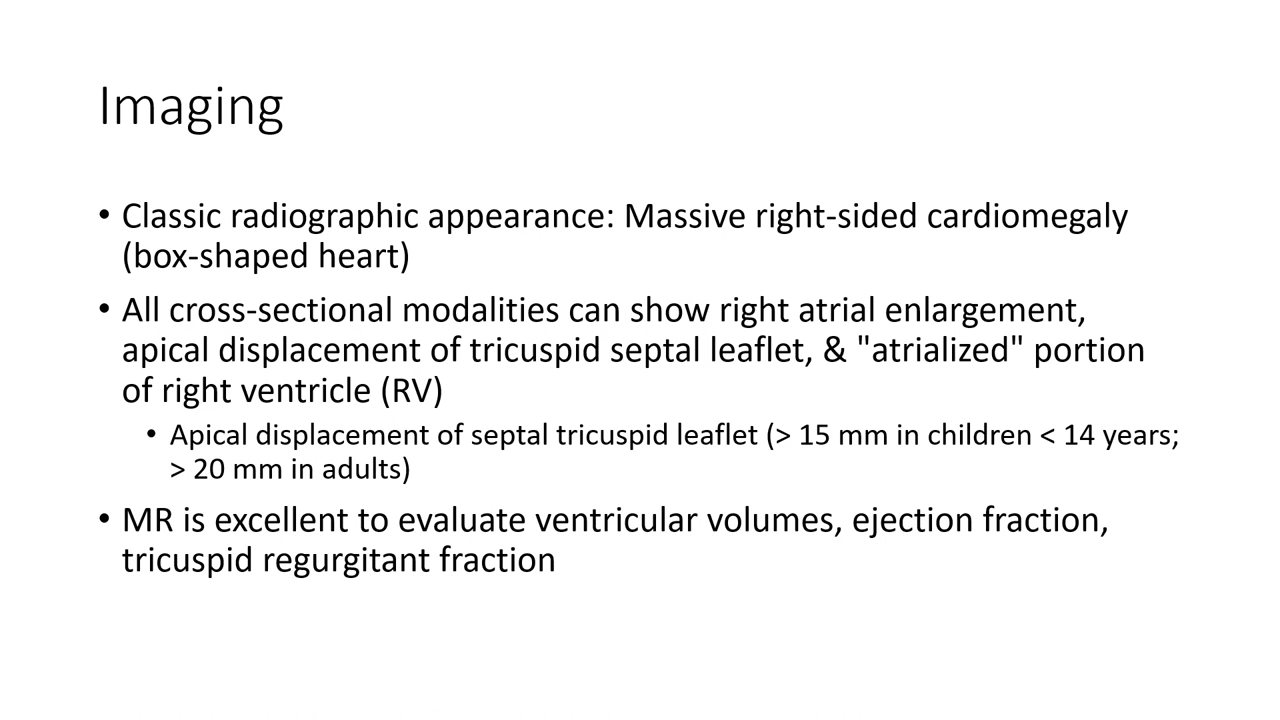 Imaging
• Classic radiographic appearance: Massive right-sided cardiomegaly
(box-shaped heart)
• All cross-sectional modalities can show right atrial enlargement,
apical displacement of tricuspid septal leaflet, & "atrialized" portion
of right ventricle (RV)
• Apical displacement of septal tricuspid leaflet (> 15 mm in children < 14 years;
> 20 mm in adults)
• MR is excellent to evaluate ventricular volumes, ejection fraction,
tricuspid regurgitant fraction